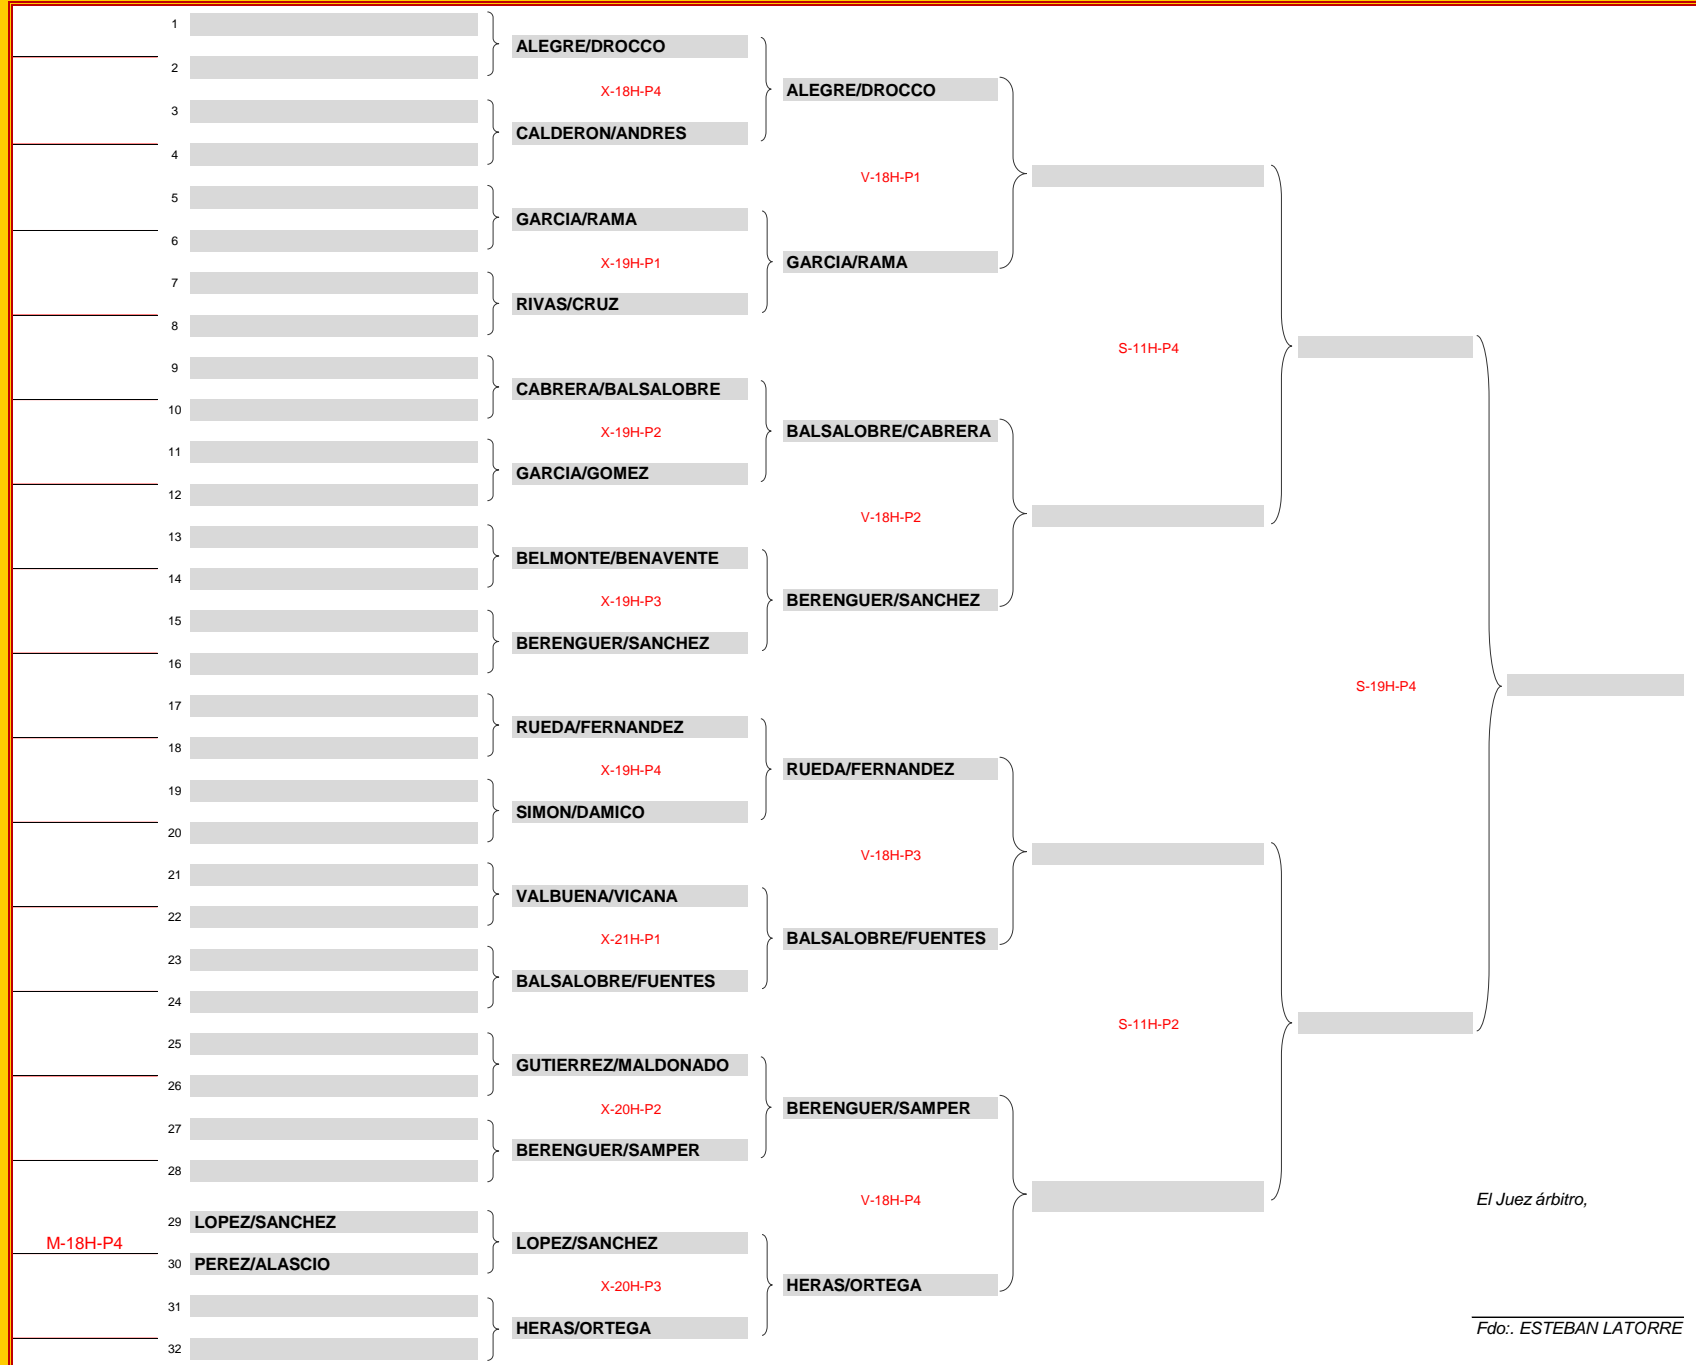 1
ALEGRE/DROCCO
2
X-18H-P4
ALEGRE/DROCCO
3
CALDERON/ANDRES
4
V-18H-P1
5
GARCIA/RAMA
6
X-19H-P1
GARCIA/RAMA
7
RIVAS/CRUZ
8
S-11H-P4
9
CABRERA/BALSALOBRE
10
X-19H-P2
BALSALOBRE/CABRERA
11
GARCIA/GOMEZ
12
V-18H-P2
13
BELMONTE/BENAVENTE
14
X-19H-P3
BERENGUER/SANCHEZ
15
BERENGUER/SANCHEZ
16
S-19H-P4
17
RUEDA/FERNANDEZ
18
X-19H-P4
RUEDA/FERNANDEZ
19
SIMON/DAMICO
20
V-18H-P3
21
VALBUENA/VICANA
22
X-21H-P1
BALSALOBRE/FUENTES
23
BALSALOBRE/FUENTES
24
S-11H-P2
25
GUTIERREZ/MALDONADO
26
X-20H-P2
BERENGUER/SAMPER
27
BERENGUER/SAMPER
28
V-18H-P4
El Juez árbitro,
29 LOPEZ/SANCHEZ
M-18H-P4
LOPEZ/SANCHEZ
30 PEREZ/ALASCIO
X-20H-P3
HERAS/ORTEGA
31
HERAS/ORTEGA
Fdo:. ESTEBAN LATORRE
32